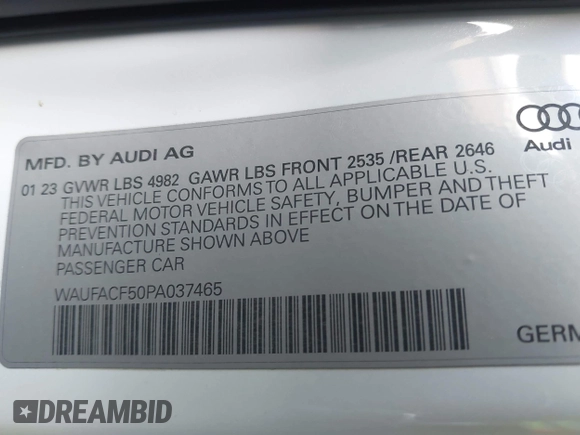 MFD. BY AUDI AG
01 23 GVWR LBS 4982 GAWR LBS FRONT 2535 /REAR 2646
THIS VEHICLE CONFORMS TO ALL APPLICABLE U.S.
FEDERAL MOTOR VEHICLE SAFETY, BUMPER AND THEFT
PREVENTION STANDARDS IN EFFECT ON THE DATE OF
MANUFACTURE SHOWN ABOVE
PASSENGER CAR
WAUFACF50PA037465
Audi
GERM
DREAMBID